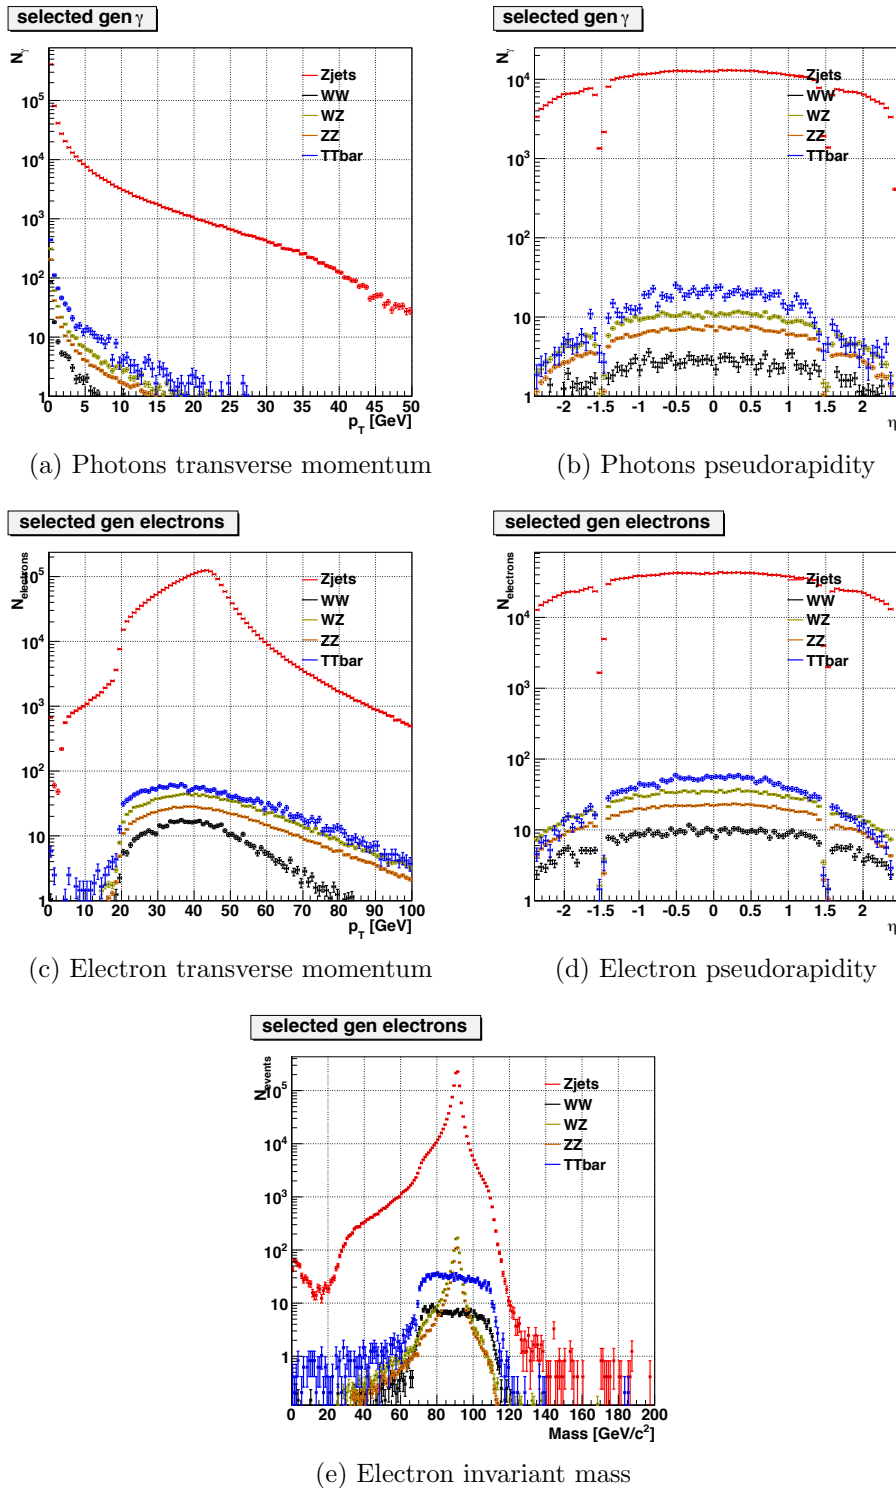 selected gen γ
N_γ
Zjets
WW
WZ
ZZ
TTbar
10^5
10^4
10^3
10^2
10
1
0 5 10 15 20 25 30 35 40 45 50
p_T [GeV]
(a) Photons transverse momentum
selected gen γ
N_γ
Zjets
WW
WZ
ZZ
TTbar
10^4
10^3
10^2
10
1
-2 -1.5 -1 -0.5 0 0.5 1 1.5 2
η
(b) Photons pseudorapidity
selected gen electrons
N_electrons
Zjets
WW
WZ
ZZ
TTbar
10^5
10^4
10^3
10^2
10
1
0 10 20 30 40 50 60 70 80 90 100
p_T [GeV]
(c) Electron transverse momentum
selected gen electrons
N_electrons
Zjets
WW
WZ
ZZ
TTbar
10^4
10^3
10^2
10
1
-2 -1.5 -1 -0.5 0 0.5 1 1.5 2
η
(d) Electron pseudorapidity
selected gen electrons
N_events
Zjets
WW
WZ
ZZ
TTbar
10^5
10^4
10^3
10^2
10
1
0 20 40 60 80 100 120 140 160 180 200
Mass [GeV/c^2]
(e) Electron invariant mass